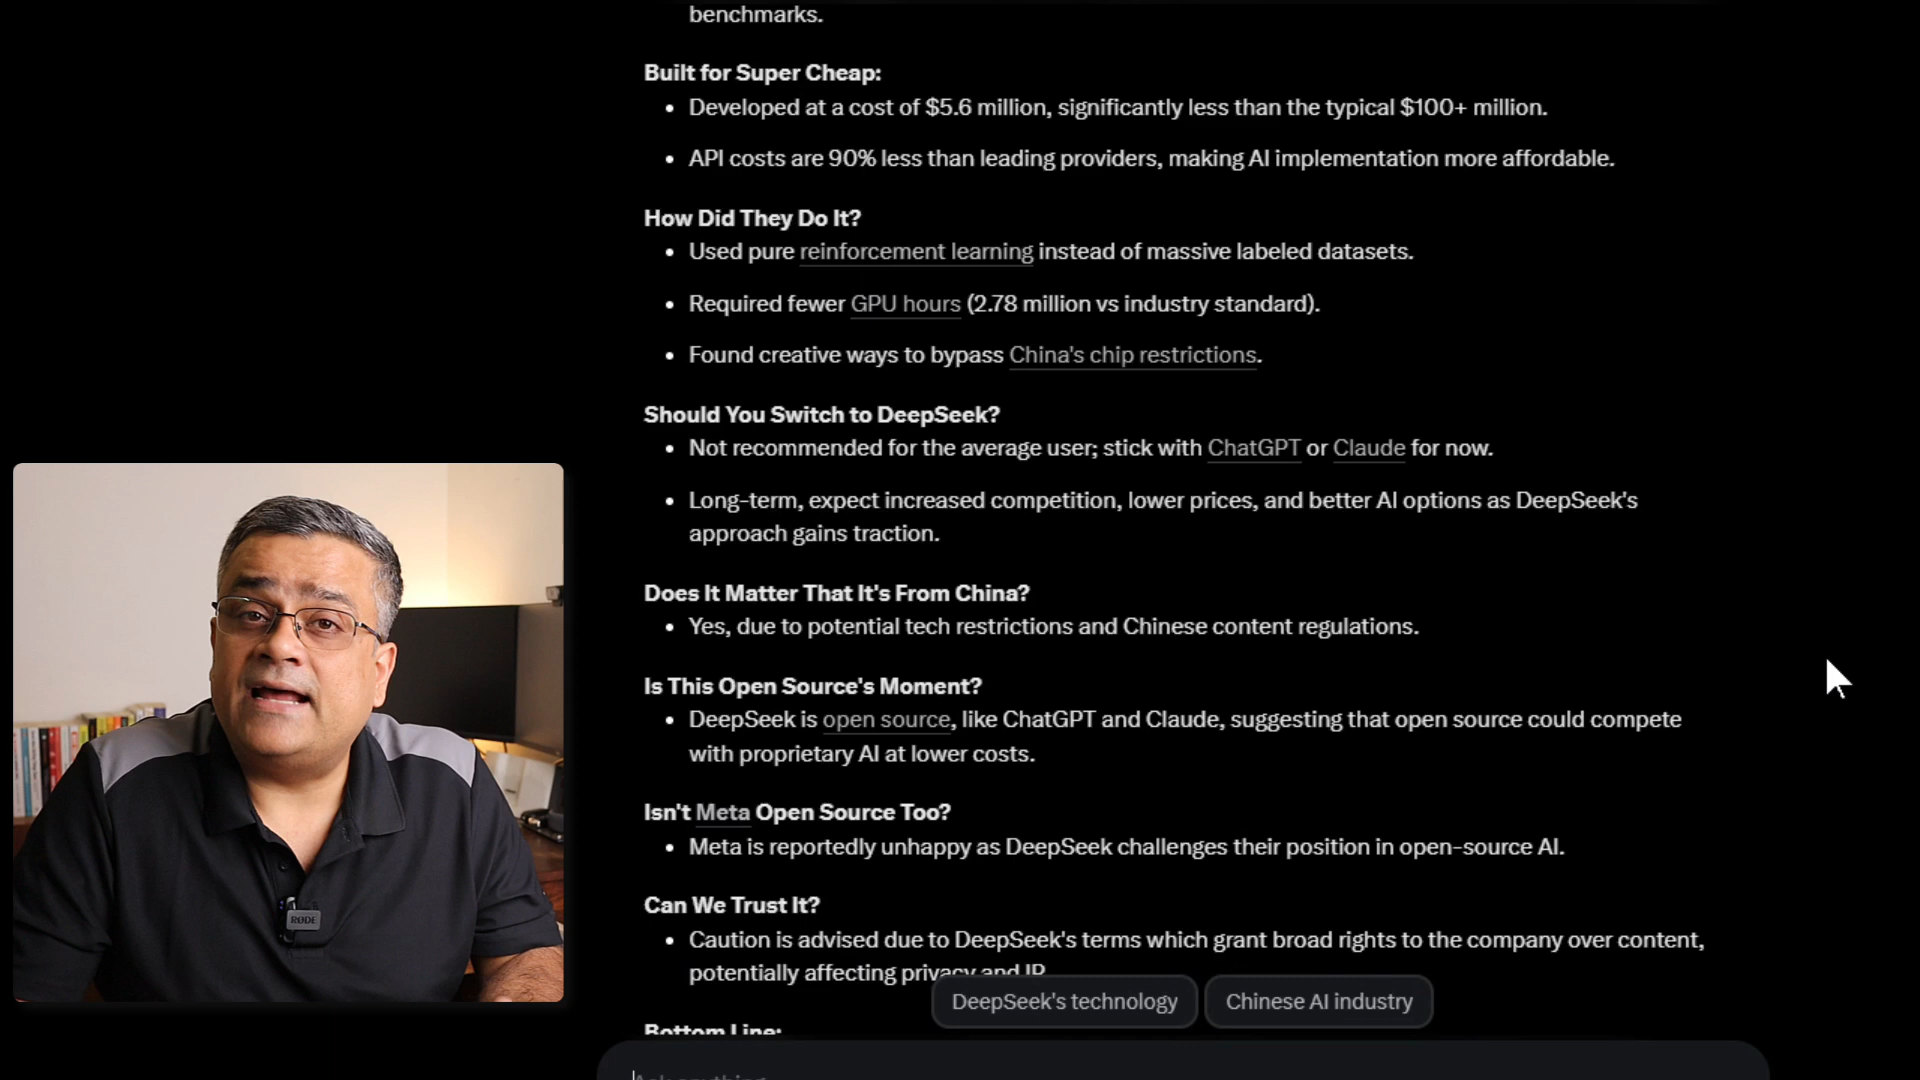 benchmarks.
Built for Super Cheap:
• Developed at a cost of $5.6 million, significantly less than the typical $100+ million.
• API costs are 90% less than leading providers, making AI implementation more affordable.
How Did They Do It?
• Used pure reinforcement learning instead of massive labeled datasets.
• Required fewer GPU hours (2.78 million vs industry standard).
• Found creative ways to bypass China's chip restrictions.
Should You Switch to DeepSeek?
• Not recommended for the average user; stick with ChatGPT or Claude for now.
• Long-term, expect increased competition, lower prices, and better AI options as DeepSeek's
approach gains traction.
Does It Matter That It's From China?
• Yes, due to potential tech restrictions and Chinese content regulations.
Is This Open Source's Moment?
• DeepSeek is open source, like ChatGPT and Claude, suggesting that open source could compete
with proprietary AI at lower costs.
Isn't Meta Open Source Too?
• Meta is reportedly unhappy as DeepSeek challenges their position in open-source AI.
Can We Trust It?
• Caution is advised due to DeepSeek's terms which grant broad rights to the company over content,
potentially affecting privacy and IP
DeepSeek's technology
Chinese AI industry
Bottom Line:
RØDE